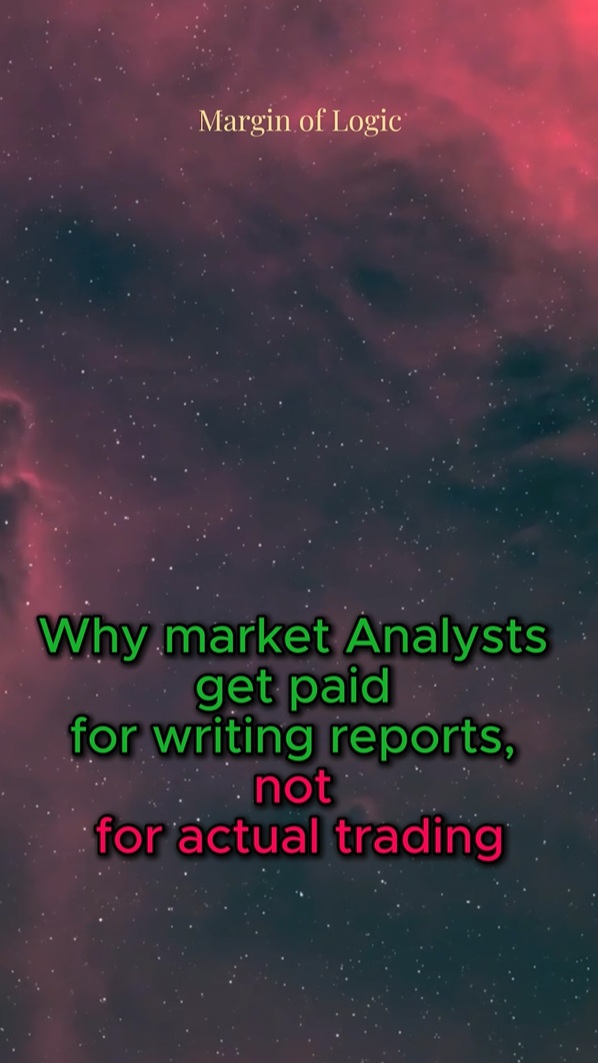 Margin of Logic
Why market Analysts
get paid
for writing reports,
not
for actual trading